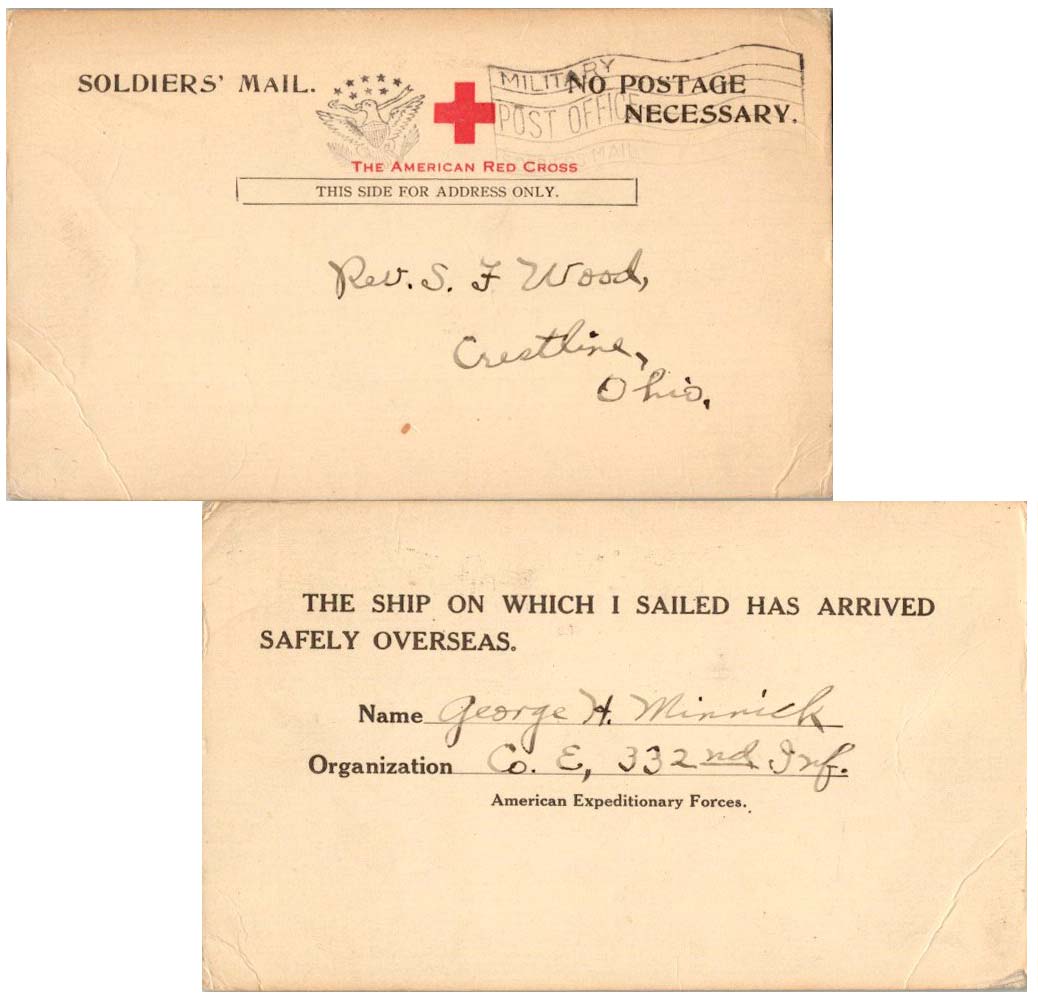 SOLDIERS' MAIL.
MILITARY
POST OFFICE
MAIL
NO POSTAGE
NECESSARY.
THE AMERICAN RED CROSS
THIS SIDE FOR ADDRESS ONLY.
Rev. S. F Wood,
Crestline,
Ohio.
THE SHIP ON WHICH I SAILED HAS ARRIVED
SAFELY OVERSEAS.
Name George H. Minnick
Organization Co. E, 332nd Inf.
American Expeditionary Forces.